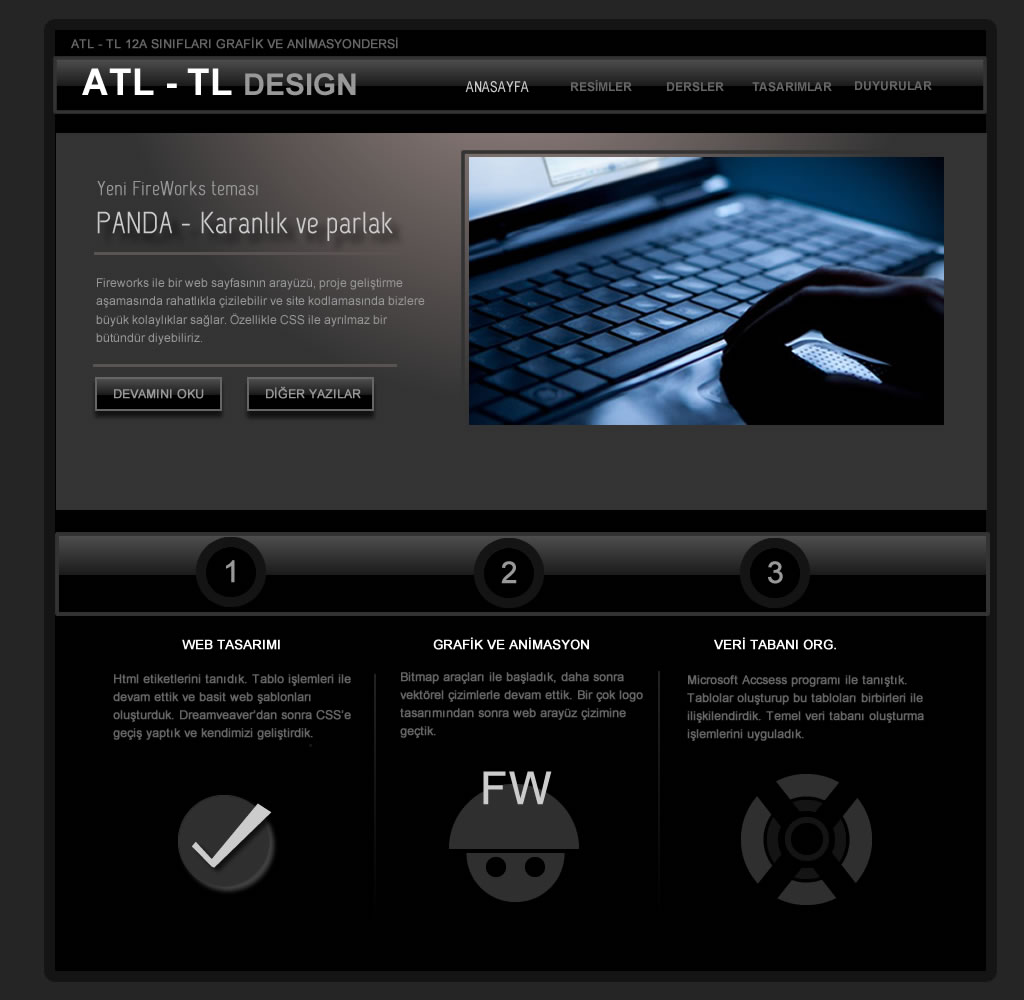 ATL - TL 12A SINIFLARI GRAFİK VE ANİMASYONDERSİ
ATL - TL DESIGN
ANASAYFA
RESİMLER
DERSLER
TASARIMLAR
DUYURULAR
Yeni FireWorks teması
PANDA - Karanlık ve parlak
Fireworks ile bir web sayfasının arayüzü, proje geliştirme
aşamasında rahatlıkla çizilebilir ve site kodlamasında bizlere
büyük kolaylıklar sağlar. Özellikle CSS ile ayrılmaz bir
bütündür diyebiliriz.
DEVAMINI OKU
DİĞER YAZILAR
1
2
3
WEB TASARIMI
Html etiketlerini tanıdık. Tablo işlemleri ile
devam ettik ve basit web şablonları
oluşturduk. Dreamveaver'dan sonra CSS'e
geçiş yaptık ve kendimizi geliştirdik.
GRAFİK VE ANİMASYON
Bitmap araçları ile başladık, daha sonra
vektörel çizimlerle devam ettik. Bir çok logo
tasarımından sonra web arayüz çizimine
geçtik.
VERİ TABANI ORG.
Microsoft Accsess programı ile tanıştık.
Tablolar oluşturup bu tabloları birbirleri ile
ilişkilendirdik. Temel veri tabanı oluşturma
işlemlerini uyguladık.
FW